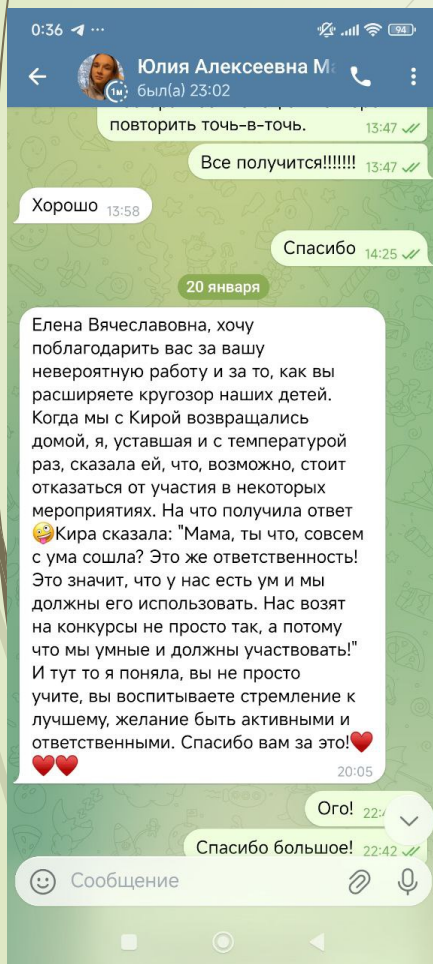 0:36
94
Юлия Алексеевна М
1м
был(а) 23:02
повторить точь-в-точь.
13:47
Все получится!!!!!!! 13:47
Хорошо 13:58
Спасибо 14:25
20 января
Елена Вячеславовна, хочу
поблагодарить вас за вашу
невероятную работу и за то, как вы
расширяете кругозор наших детей.
Когда мы с Кирой возвращались
домой, я, уставшая и с температурой
раз, сказала ей, что, возможно, стоит
отказаться от участия в некоторых
мероприятиях. На что получила ответ
🤪Кира сказала: "Мама, ты что, совсем
с ума сошла? Это же ответственность!
Это значит, что у нас есть ум и мы
должны его использовать. Нас возят
на конкурсы не просто так, а потому
что мы умные и должны участвовать!"
И тут то я поняла, вы не просто
учите, вы воспитываете стремление к
лучшему, желание быть активными и
ответственными. Спасибо вам за это!❤️
❤️❤️
20:05
Ого! 22:
Спасибо большое! 22:42
Сообщение